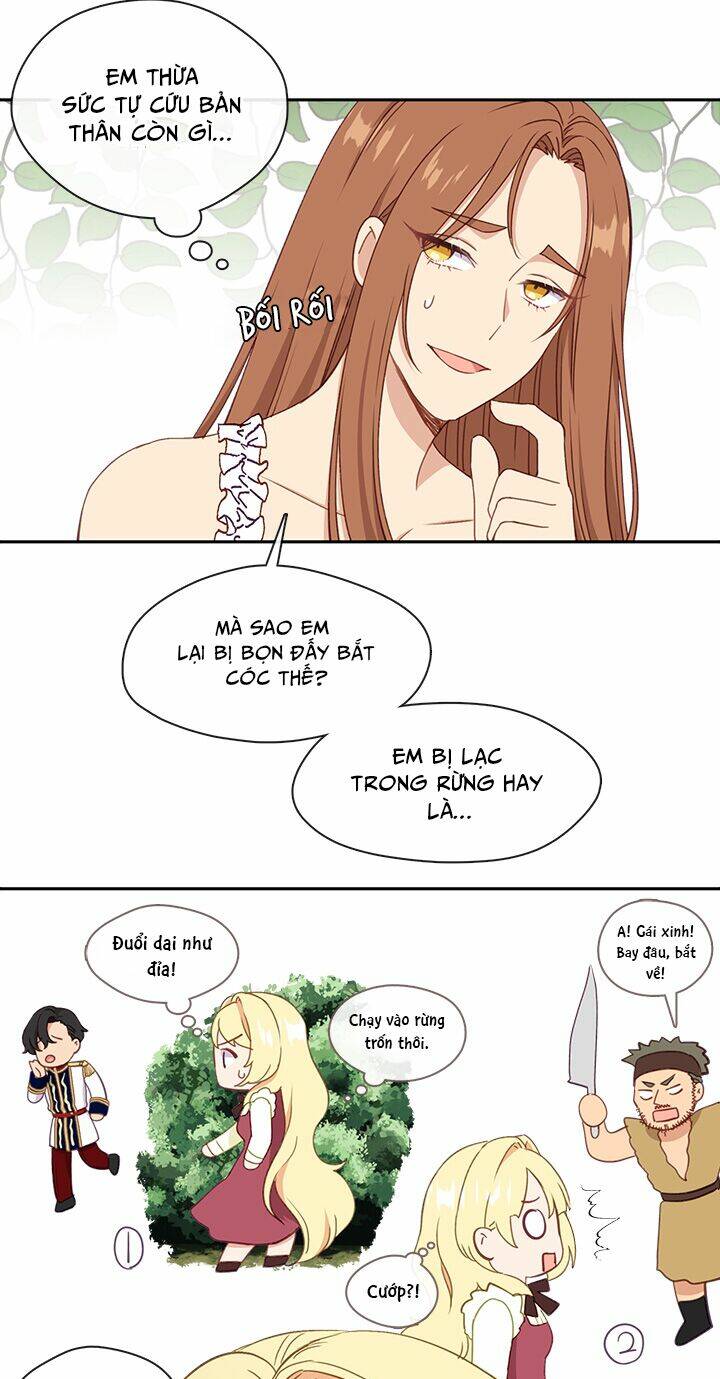 EM THỪA
SỨC TỰ CỨU BẢN
THÂN CÒN GÌ...
BỐI RỐI
MÀ SAO EM
LẠI BỊ BỌN ĐẤY BẮT
CÓC THẾ?
EM BỊ LẠC
TRONG RỪNG HAY
LÀ...
Đuổi dai như
đỉa!
Chạy vào rừng
trốn thôi.
A! Gái xinh!
Bay đâu, bắt
về!
1
Cướp?!
2